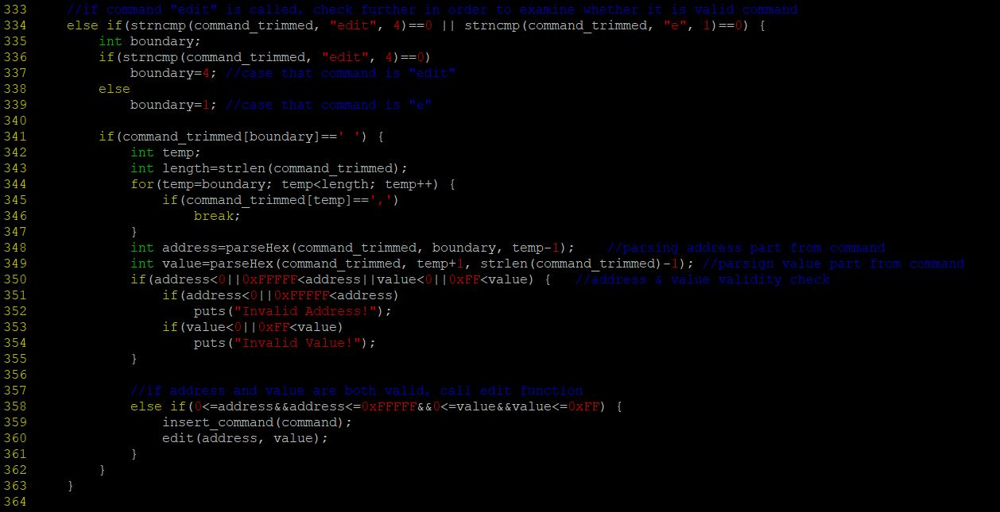 333     //if command "edit" is called, check further in order to examine whether it is valid command
334     else if(strncmp(command_trimmed, "edit", 4)==0 || strncmp(command_trimmed, "e", 1)==0) {
335         int boundary;
336         if(strncmp(command_trimmed, "edit", 4)==0)
337             boundary=4; //case that command is "edit"
338         else
339             boundary=1; //case that command is "e"
340
341         if(command_trimmed[boundary]==' ') {
342             int temp;
343             int length=strlen(command_trimmed);
344             for(temp=boundary; temp<length; temp++) {
345                 if(command_trimmed[temp]==',')
346                     break;
347             }
348             int address=parseHex(command_trimmed, boundary, temp-1);    //parsing address part from command
349             int value=parseHex(command_trimmed, temp+1, strlen(command_trimmed)-1); //parsign value part from command
350             if(address<0||0xFFFFF<address||value<0||0xFF<value) {   //address & value validity check
351                 if(address<0||0xFFFFF<address)
352                     puts("Invalid Address!");
353                 if(value<0||0xFF<value)
354                     puts("Invalid Value!");
355             }
356
357             //if address and value are both valid, call edit function
358             else if(0<=address&&address<=0xFFFFF&&0<=value&&value<=0xFF) {
359                 insert_command(command);
360                 edit(address, value);
361             }
362         }
363     }
364